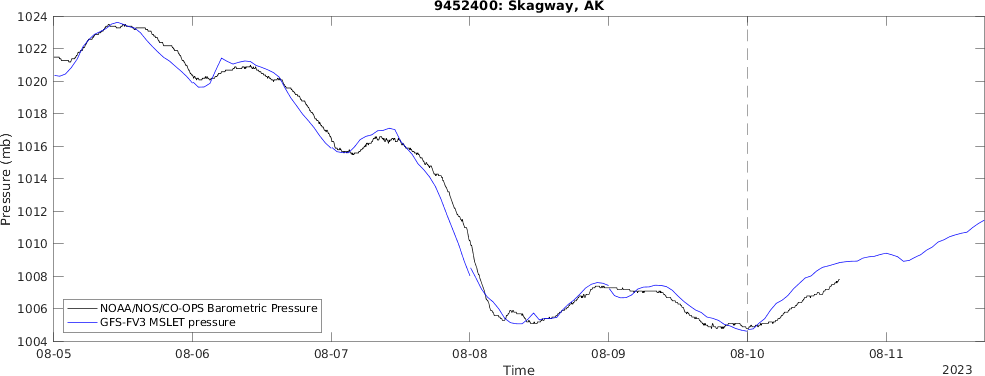 9452400: Skagway, AK
1024
1022
1020
1018
1016
1014
1012
1010
1008
1006
1004
Pressure (mb)
NOAA/NOS/CO-OPS Barometric Pressure
GFS-FV3 MSLET pressure
08-05 08-06 08-07 08-08 08-09 08-10 08-11
Time
2023